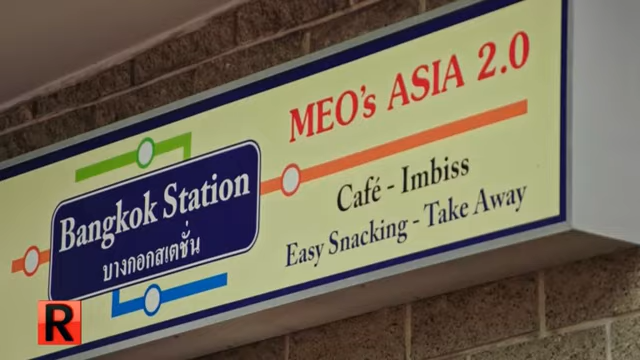 MEO's ASIA 2.0
Bangkok Station
บางกอกสเตชั่น
Café - Imbiss
Easy Snacking - Take Away
R